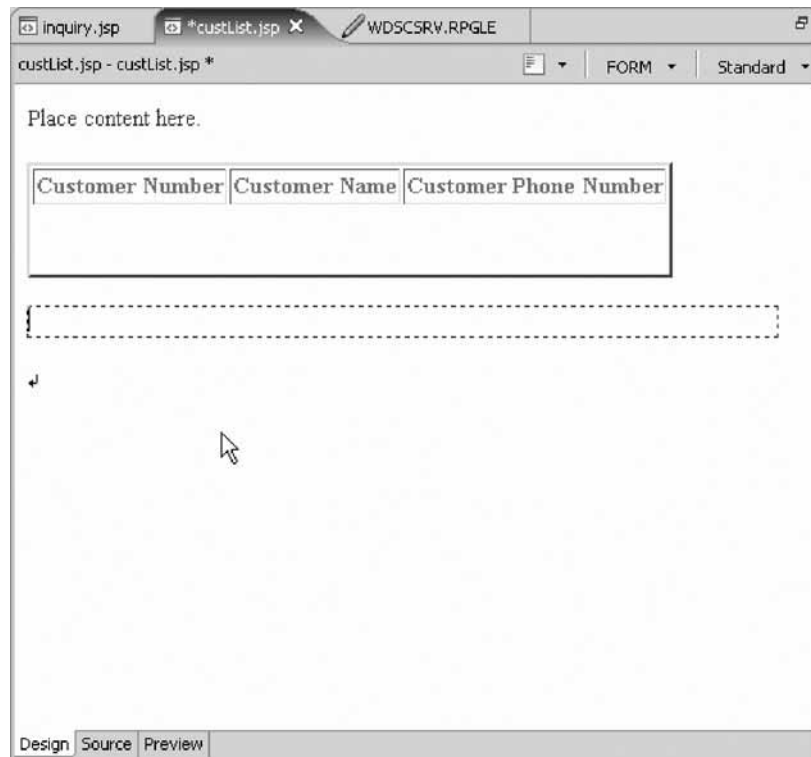 inquiry.jsp *custList.jsp WDSCSRV.RPGLE
custList.jsp - custList.jsp * FORM Standard
Place content here.
Customer Number Customer Name Customer Phone Number
Design Source Preview